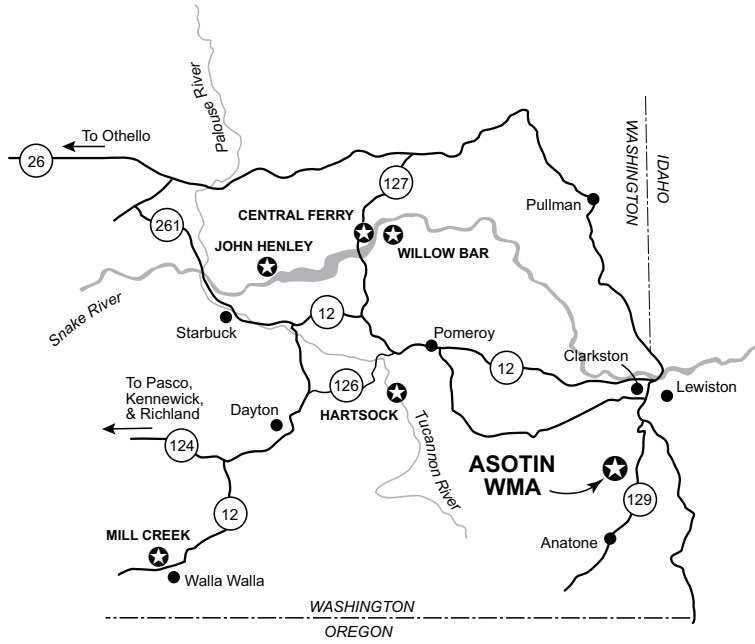 Palouse River
To Othello
26
WASHINGTON
IDAHO
127
Pullman
CENTRAL FERRY
261
JOHN HENLEY
WILLOW BAR
Snake River
12
Starbuck
Pomeroy
Clarkston
12
To Pasco,
Kennewick,
& Richland
126
Lewiston
Dayton
HARTSOCK
Tucannon River
124
ASOTIN
WMA
129
12
MILL CREEK
Anatone
Walla Walla
WASHINGTON
OREGON